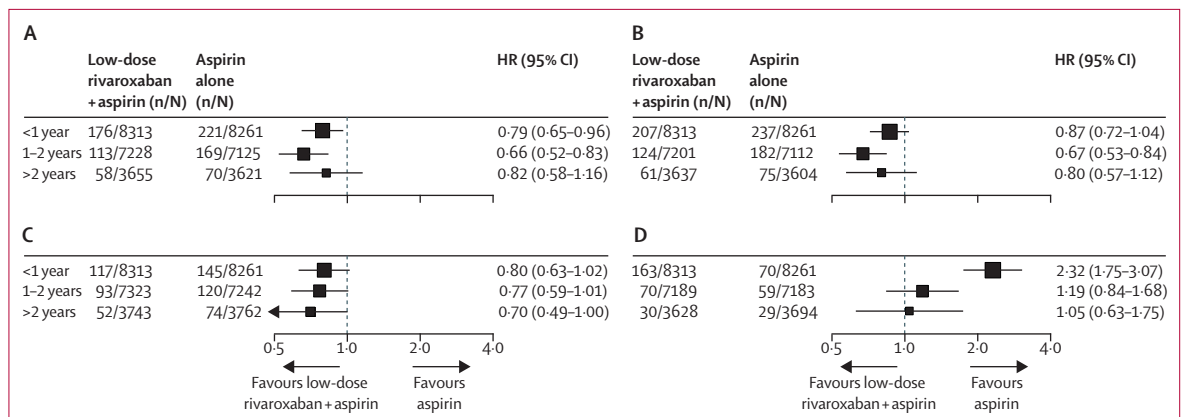 A
Low-dose rivaroxaban +aspirin (n/N) Aspirin alone (n/N) HR (95% CI)
<1 year 176/8313 221/8261 0·79 (0·65–0·96)
1–2 years 113/7228 169/7125 0·66 (0·52–0·83)
>2 years 58/3655 70/3621 0·82 (0·58–1·16)
B
Low-dose rivaroxaban +aspirin (n/N) Aspirin alone (n/N) HR (95% CI)
207/8313 237/8261 0·87 (0·72–1·04)
124/7201 182/7112 0·67 (0·53–0·84)
61/3637 75/3604 0·80 (0·57–1·12)
C
<1 year 117/8313 145/8261 0·80 (0·63–1·02)
1–2 years 93/7323 120/7242 0·77 (0·59–1·01)
>2 years 52/3743 74/3762 0·70 (0·49–1·00)
0·5 1·0 2·0 4·0
Favours low-dose rivaroxaban+aspirin Favours aspirin
D
163/8313 70/8261 2·32 (1·75–3·07)
70/7189 59/7183 1·19 (0·84–1·68)
30/3628 29/3694 1·05 (0·63–1·75)
0·5 1·0 2·0 4·0
Favours low-dose rivaroxaban+aspirin Favours aspirin